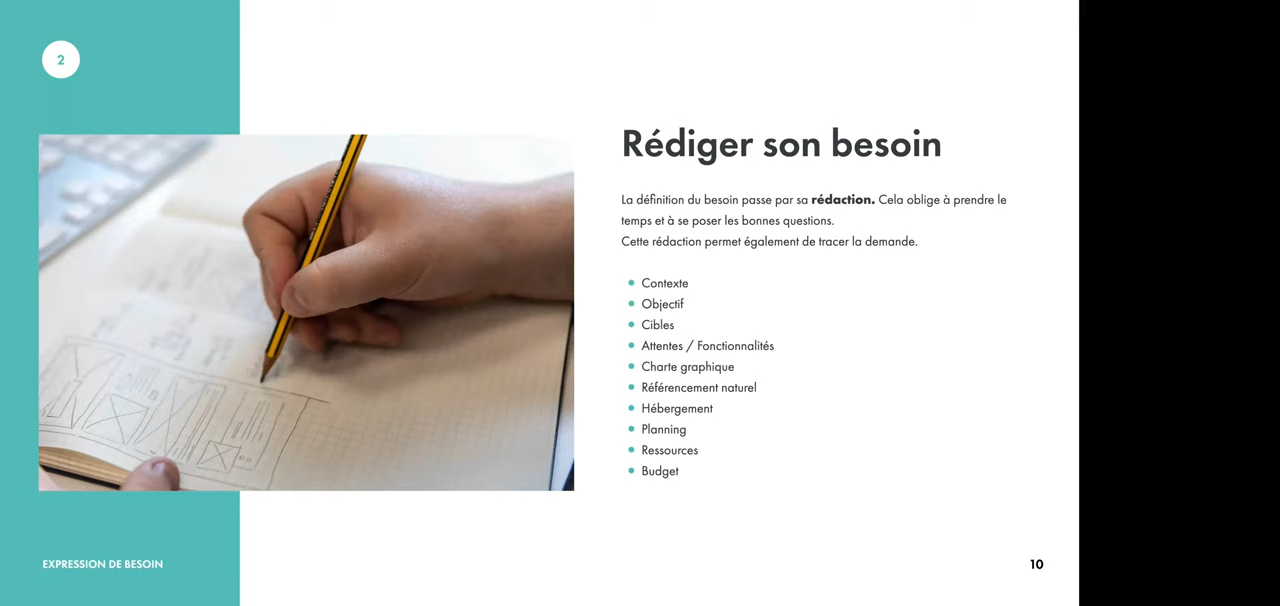 2
Rédiger son besoin
La définition du besoin passe par sa rédaction. Cela oblige à prendre le
temps et à se poser les bonnes questions.
Cette rédaction permet également de tracer la demande.
Contexte
Objectif
Cibles
Attentes / Fonctionnalités
Charte graphique
Référencement naturel
Hébergement
Planning
Ressources
Budget
EXPRESSION DE BESOIN
10